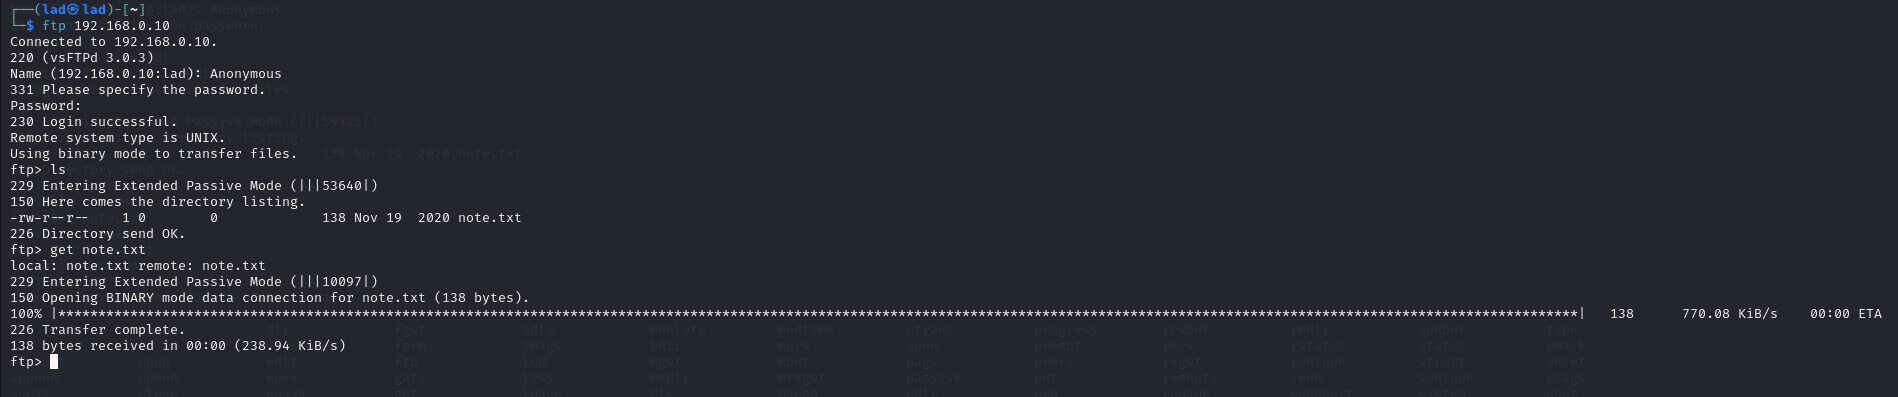 ┌──(lad㉿lad)-[~]
└─$ ftp 192.168.0.10
Connected to 192.168.0.10.
220 (vsFTPd 3.0.3)
Name (192.168.0.10:lad): Anonymous
331 Please specify the password.
Password:
230 Login successful.
Remote system type is UNIX.
Using binary mode to transfer files.
ftp> ls
229 Entering Extended Passive Mode (|||53640|)
150 Here comes the directory listing.
-rw-r--r--    1 0        0             138 Nov 19  2020 note.txt
226 Directory send OK.
ftp> get note.txt
local: note.txt remote: note.txt
229 Entering Extended Passive Mode (|||10097|)
150 Opening BINARY mode data connection for note.txt (138 bytes).
100% |***********************************************************************************************************************************************************************************************| 138 770.08 KiB/s 00:00 ETA
226 Transfer complete.
138 bytes received in 00:00 (238.94 KiB/s)
ftp>